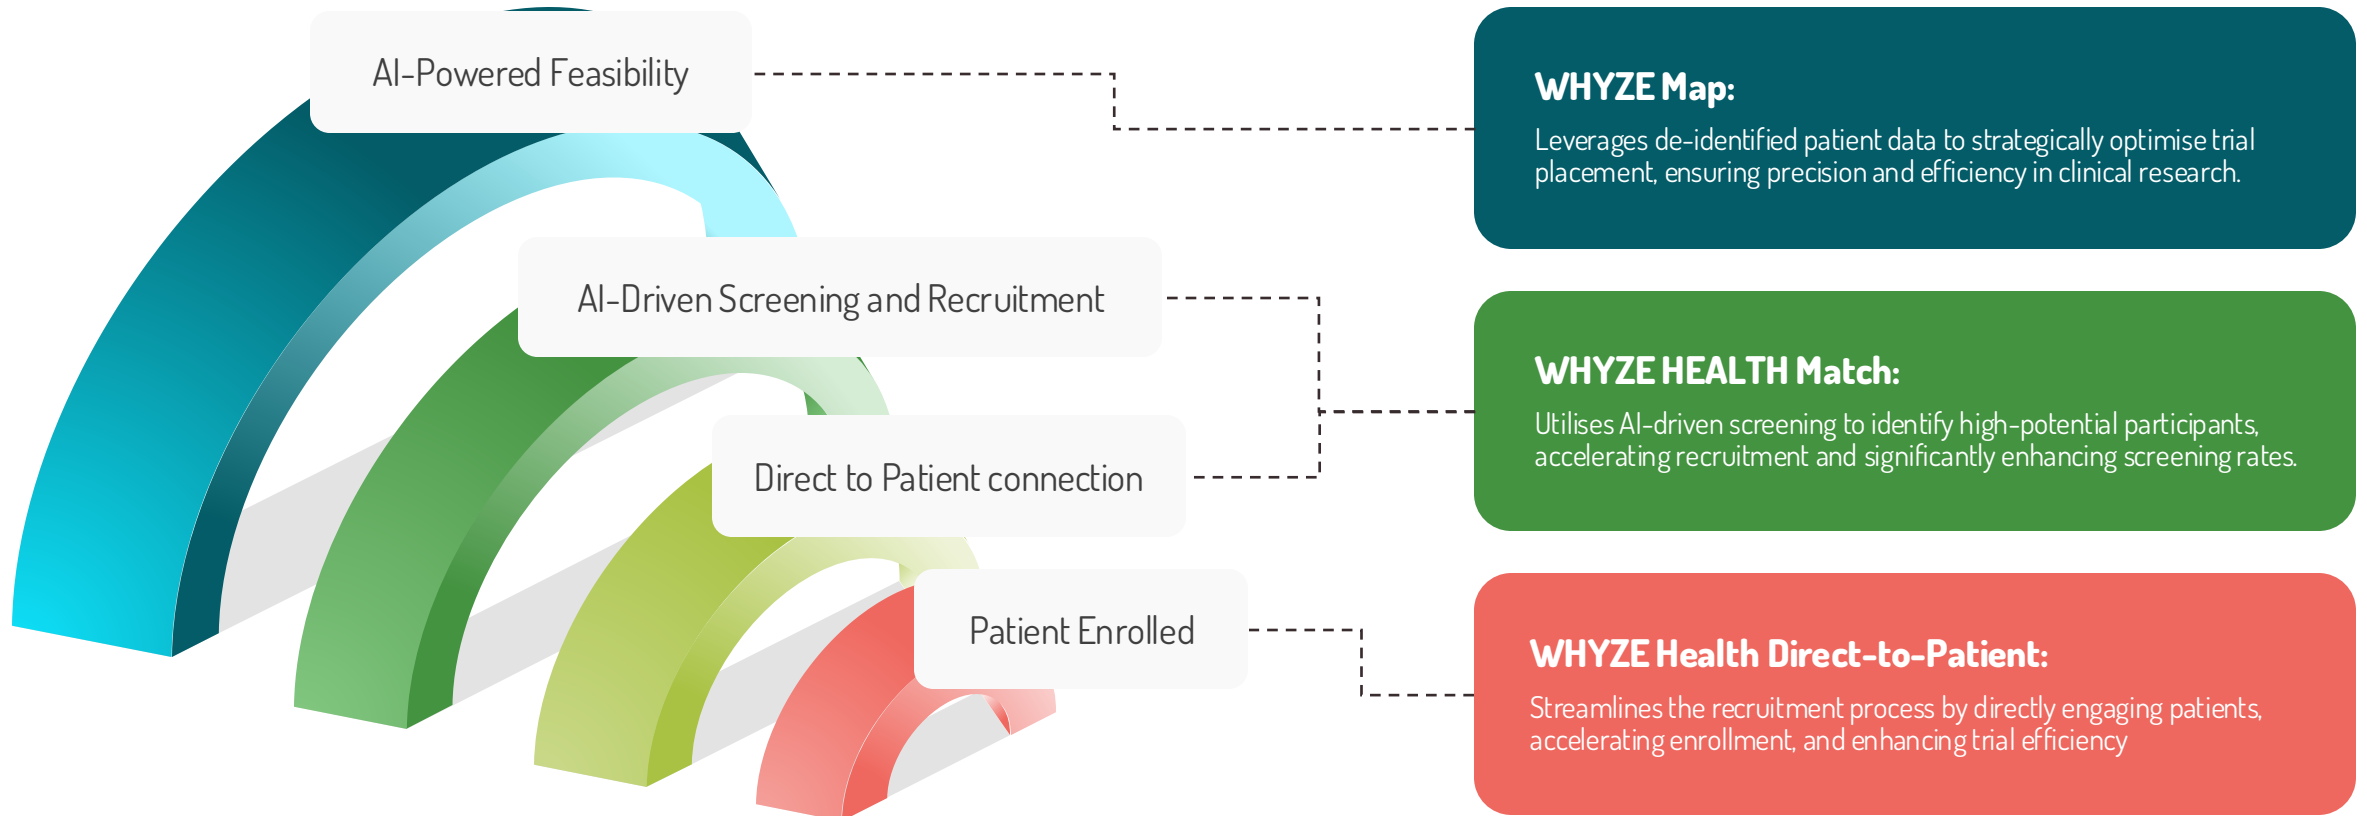 AI-Powered Feasibility
WHYZE Map:
Leverages de-identified patient data to strategically optimise trial
placement, ensuring precision and efficiency in clinical research.
AI-Driven Screening and Recruitment
Direct to Patient connection
WHYZE HEALTH Match:
Utilises AI-driven screening to identify high-potential participants,
accelerating recruitment and significantly enhancing screening rates.
Patient Enrolled
WHYZE Health Direct-to-Patient:
Streamlines the recruitment process by directly engaging patients,
accelerating enrollment, and enhancing trial efficiency